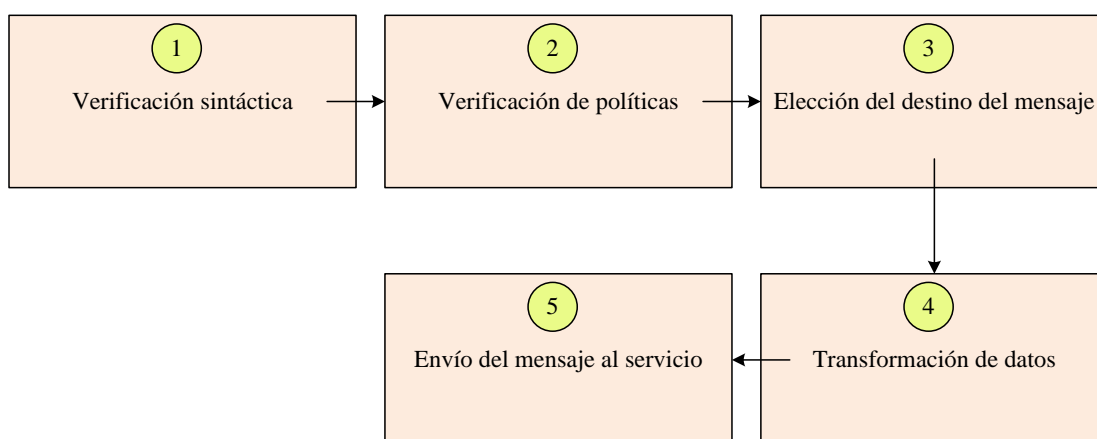 1
Verificación sintáctica
2
Verificación de políticas
3
Elección del destino del mensaje
4
Transformación de datos
5
Envío del mensaje al servicio